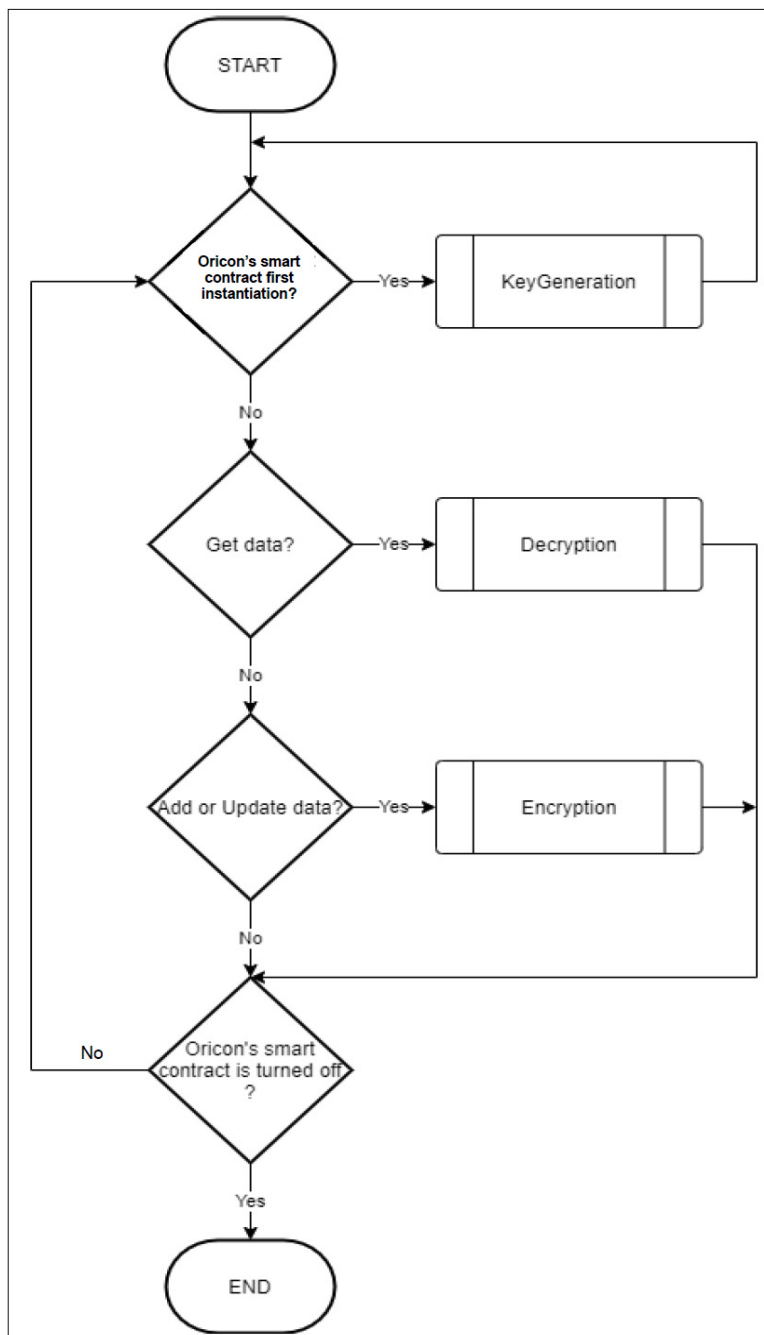 START
Oricon’s smart
contract first
instantiation?
Yes
KeyGeneration
No
Get data?
Yes
Decryption
No
Add or Update data?
Yes
Encryption
No
Oricon's smart
contract is turned off
?
No
Yes
END